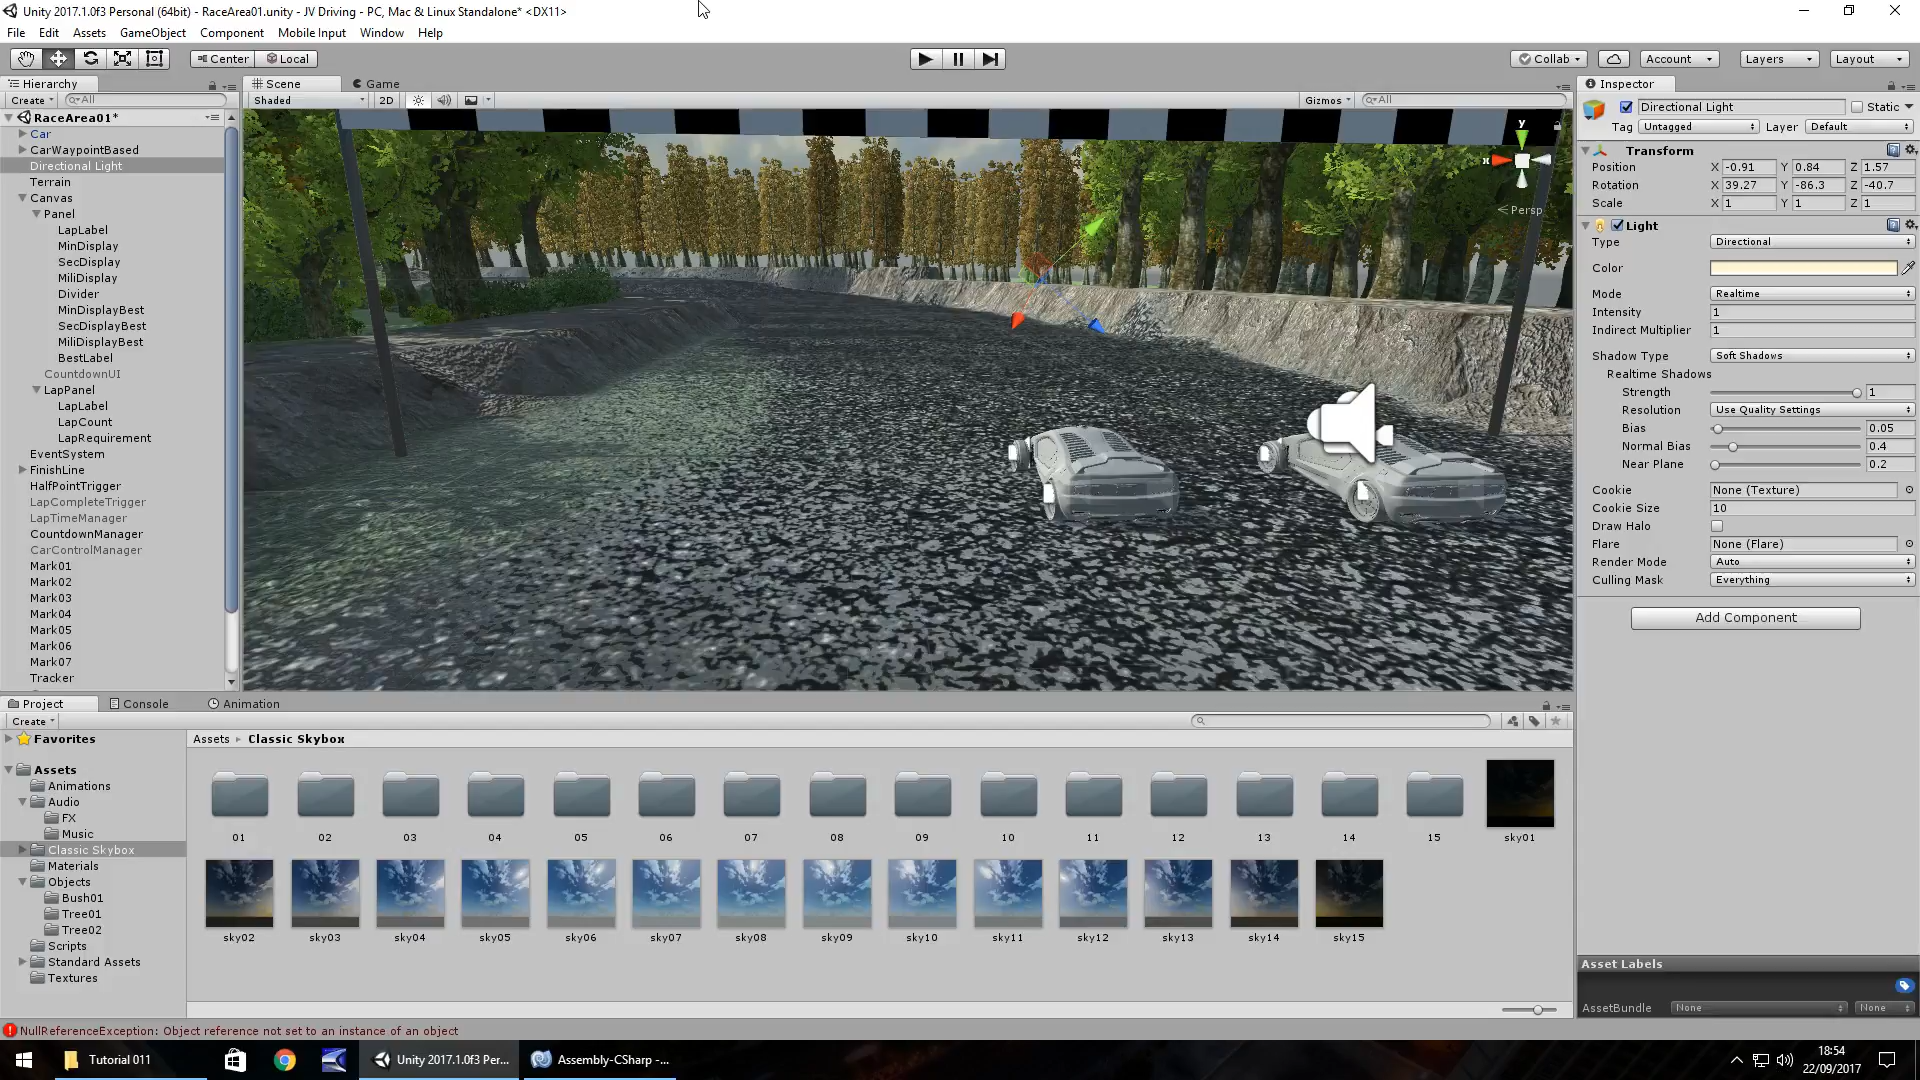 Unity 2017.1.0f3 Personal (64bit) - RaceArea01.unity - JV Driving - PC, Mac & Linux Standalone* <DX11>
File Edit Assets GameObject Component Mobile Input Window Help
Center Local Collab Account Layers Layout
Hierarchy
Create All
RaceArea01*
Car
CarWaypointBased
Directional Light
Terrain
Canvas
Panel
LapLabel
MinDisplay
SecDisplay
MiliDisplay
Divider
MinDisplayBest
SecDisplayBest
MiliDisplayBest
BestLabel
CountdownUI
LapPanel
LapLabel
LapCount
LapRequirement
EventSystem
FinishLine
HalfPointTrigger
LapCompleteTrigger
LapTimeManager
CountdownManager
CarControlManager
Mark01
Mark02
Mark03
Mark04
Mark05
Mark06
Mark07
Tracker
Scene Game
Shaded 2D Gizmos All
y
x
Persp
Inspector
Directional Light Static
Tag Untagged Layer Default
Transform
Position X -0.91 Y 0.84 Z 1.57
Rotation X 39.27 Y -86.3 Z -40.7
Scale X 1 Y 1 Z 1
Light
Type Directional
Color
Mode Realtime
Intensity 1
Indirect Multiplier 1
Shadow Type Soft Shadows
Realtime Shadows
Strength 1
Resolution Use Quality Settings
Bias 0.05
Normal Bias 0.4
Near Plane 0.2
Cookie None (Texture)
Cookie Size 10
Draw Halo
Flare None (Flare)
Render Mode Auto
Culling Mask Everything
Add Component
Asset Labels
AssetBundle None None
Project Console Animation
Create
Favorites
Assets
Animations
Audio
FX
Music
Classic Skybox
Materials
Objects
Bush01
Tree01
Tree02
Scripts
Standard Assets
Textures
Assets Classic Skybox
01 02 03 04 05 06 07 08 09 10 11 12 13 14 15 sky01
sky02 sky03 sky04 sky05 sky06 sky07 sky08 sky09 sky10 sky11 sky12 sky13 sky14 sky15
NullReferenceException: Object reference not set to an instance of an object
Tutorial 011 Unity 2017.1.0f3 Per... Assembly-CSharp -...
18:54
22/09/2017